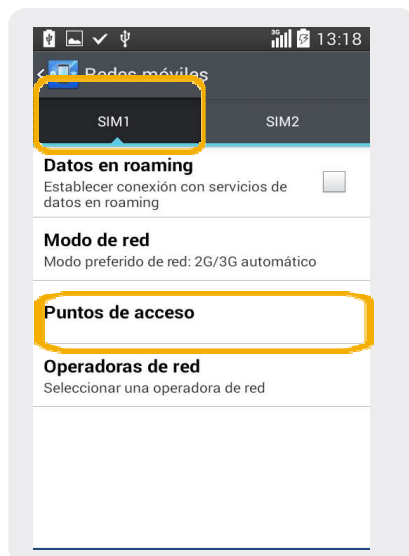 3G 13:18
Redes móviles
SIM1 SIM2
Datos en roaming
Establecer conexión con servicios de
datos en roaming
Modo de red
Modo preferido de red: 2G/3G automático
Puntos de acceso
Operadoras de red
Seleccionar una operadora de red